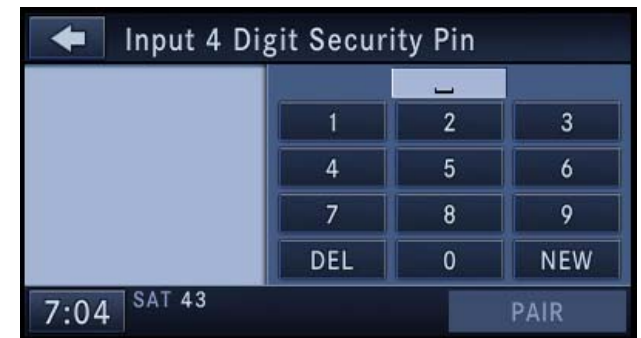 Input 4 Digit Security Pin
1 2 3
4 5 6
7 8 9
DEL 0 NEW
7:04 SAT 43 PAIR